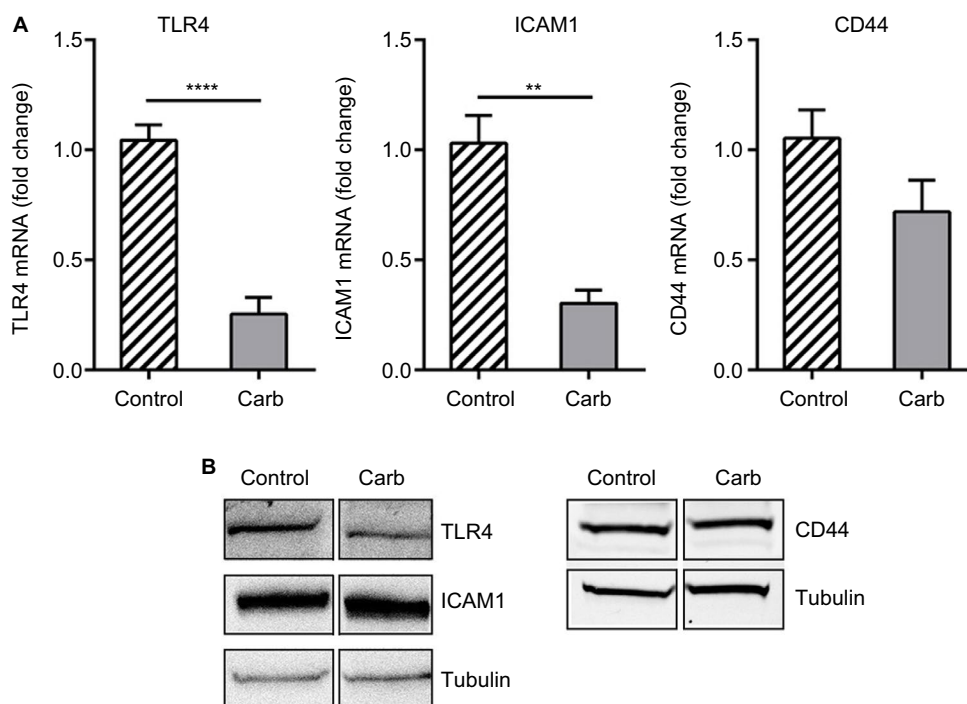 A
TLR4
ICAM1
CD44
TLR4 mRNA (fold change)
1.5
1.0
0.5
0.0
****
Control Carb
ICAM1 mRNA (fold change)
1.5
1.0
0.5
0.0
**
Control Carb
CD44 mRNA (fold change)
1.5
1.0
0.5
0.0
Control Carb
B
Control Carb
TLR4
ICAM1
Tubulin
Control Carb
CD44
Tubulin